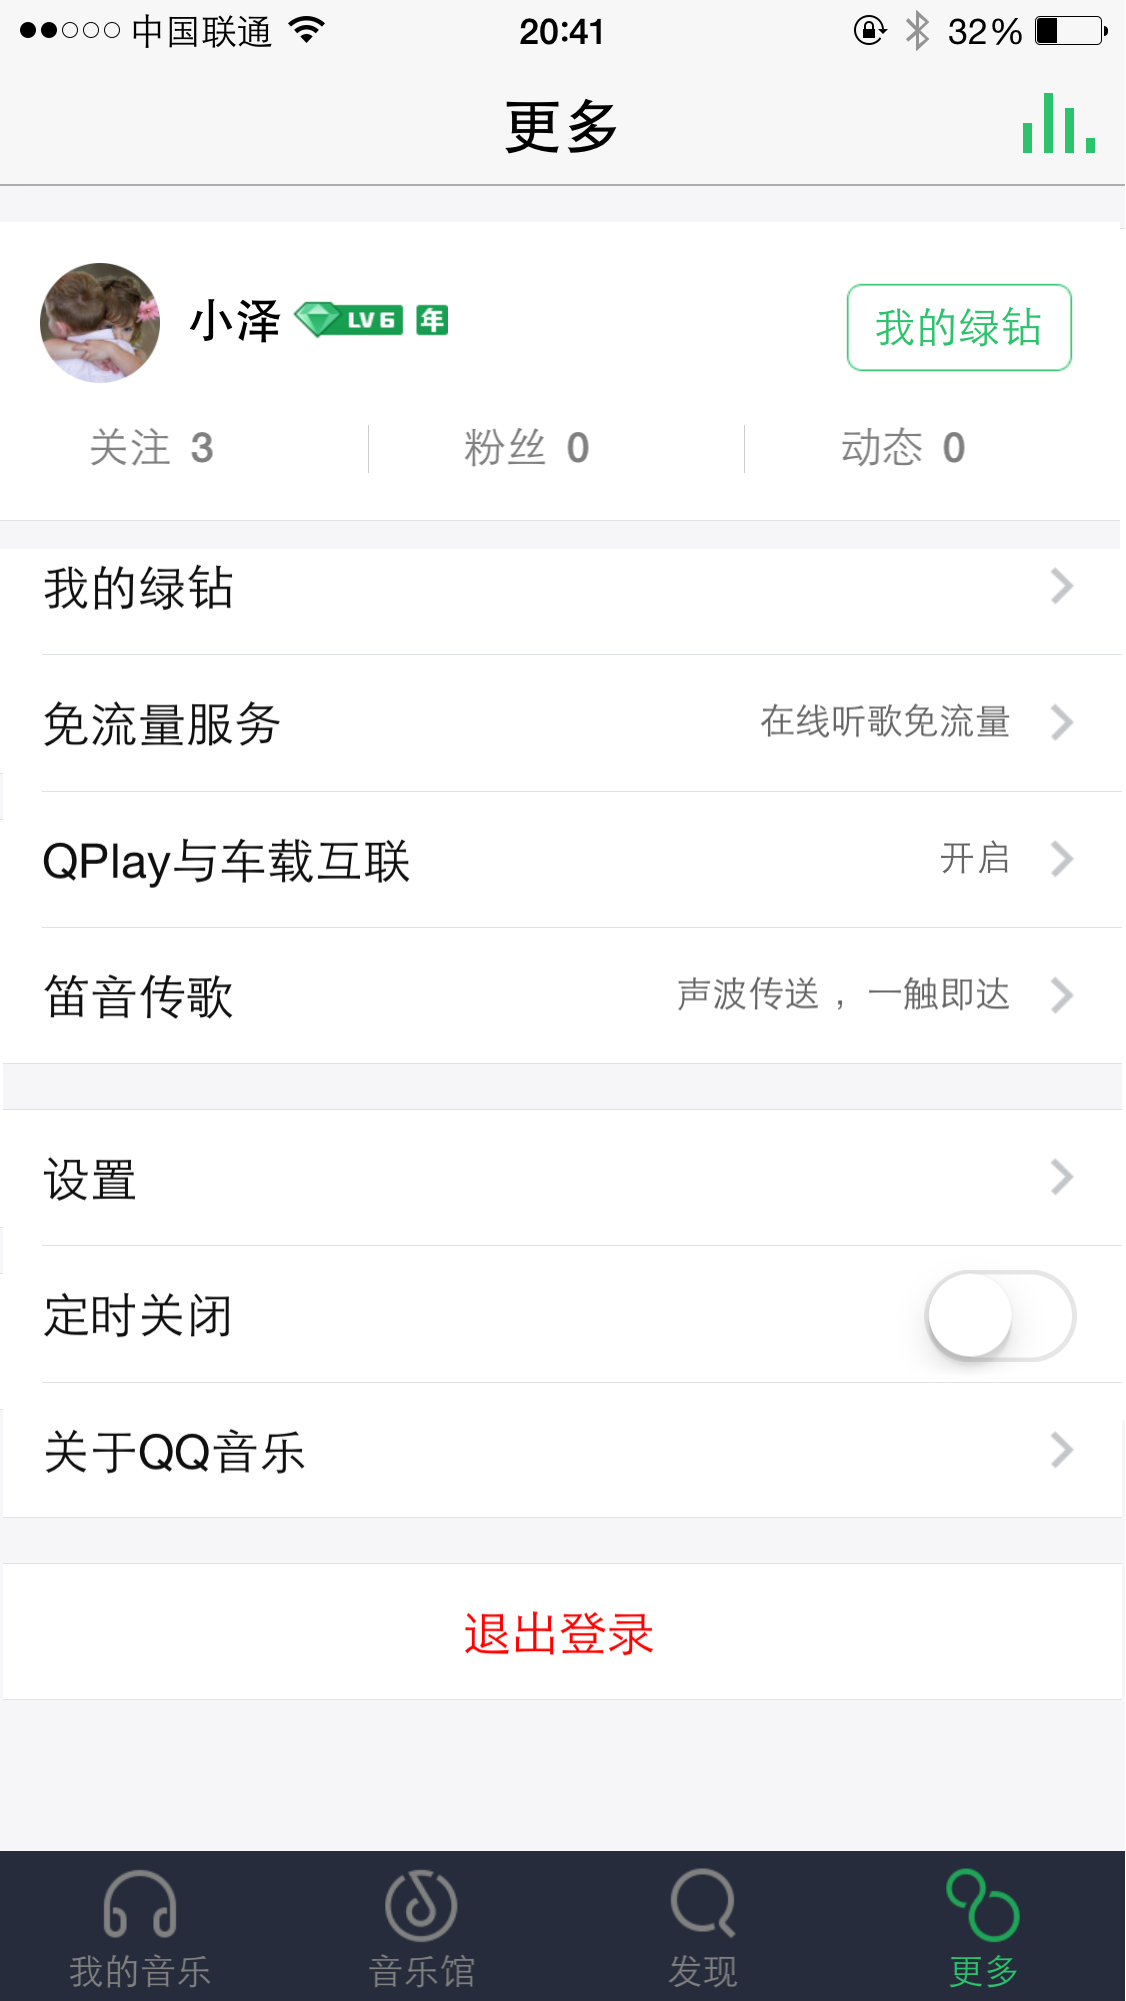 中国联通 20:41 32%
更多
小泽 LV6 年 我的绿钻
关注 3 粉丝 0 动态 0
我的绿钻
免流量服务 在线听歌免流量
QPlay与车载互联 开启
笛音传歌 声波传送，一触即达
设置
定时关闭
关于QQ音乐
退出登录
我的音乐 音乐馆 发现 更多